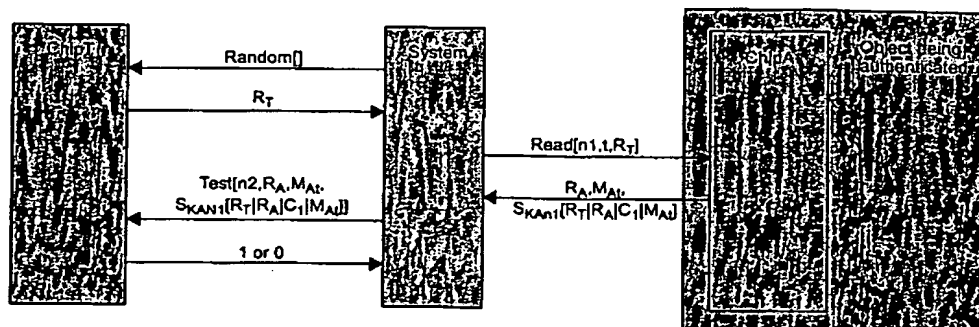 ChipT
System
ChipA
Object being
authenticated
Random[]
R_T
Read[n1,t,R_T]
Test[n2,R_A,M_At,
S_KAN1[R_T|R_A|C_1|M_At]]
R_A,M_At,
S_KAn1[R_T|R_A|C_1|M_At]
1 or 0